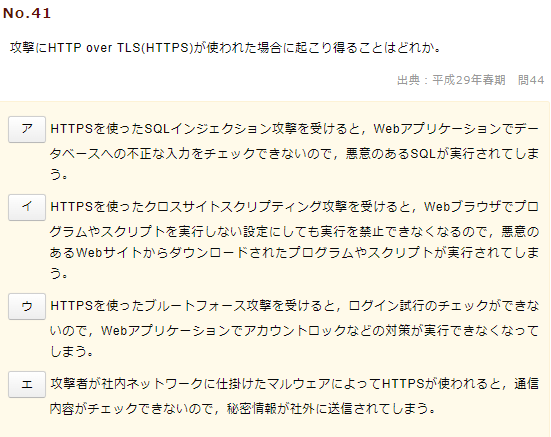 No.41
攻撃にHTTP over TLS(HTTPS)が使われた場合に起こり得ることはどれか。
出典：平成29年春期　問44
ア HTTPSを使ったSQLインジェクション攻撃を受けると，Webアプリケーションでデー
タベースへの不正な入力をチェックできないので，悪意のあるSQLが実行されてしま
う。
イ HTTPSを使ったクロスサイトスクリプティング攻撃を受けると，Webブラウザでプロ
グラムやスクリプトを実行しない設定にしても実行を禁止できなくなるので，悪意の
あるWebサイトからダウンロードされたプログラムやスクリプトが実行されてしま
う。
ウ HTTPSを使ったブルートフォース攻撃を受けると，ログイン試行のチェックができな
いので，Webアプリケーションでアカウントロックなどの対策が実行できなくなって
しまう。
エ 攻撃者が社内ネットワークに仕掛けたマルウェアによってHTTPSが使われると，通信
内容がチェックできないので，秘密情報が社外に送信されてしまう。